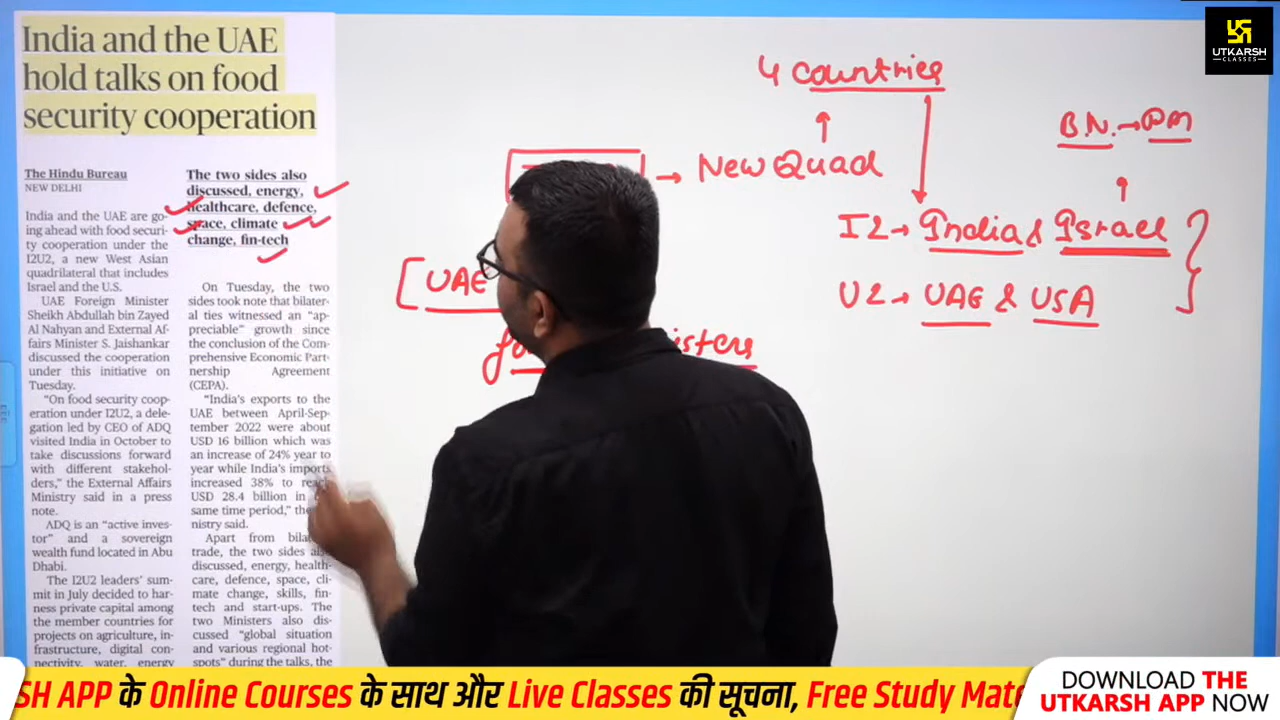 India and the UAE
hold talks on food
security cooperation
The Hindu Bureau
NEW DELHI
India and the UAE are go-
ing ahead with food securi-
ty cooperation under the
I2U2, a new West Asian
quadrilateral that includes
Israel and the U.S.
UAE Foreign Minister
Sheikh Abdullah bin Zayed
Al Nahyan and External Af-
fairs Minister S. Jaishankar
discussed the cooperation
under this initiative on
Tuesday.
"On food security coop-
eration under I2U2, a dele-
gation led by CEO of ADQ
visited India in October to
take discussions forward
with different stakehol-
ders," the External Affairs
Ministry said in a press
note.
ADQ is an "active inves-
tor" and a sovereign
wealth fund located in Abu
Dhabi.
The I2U2 leaders' sum-
mit in July decided to har-
ness private capital among
the member countries for
projects on agriculture, in-
frastructure, digital con-
nectivity, water, energy
The two sides also
discussed, energy,
healthcare, defence,
space, climate
change, fin-tech
On Tuesday, the two
sides took note that bilater-
al ties witnessed an "ap-
preciable" growth since
the conclusion of the Com-
prehensive Economic Part-
nership Agreement
(CEPA).
"India's exports to the
UAE between April-Sep-
tember 2022 were about
USD 16 billion which was
an increase of 24% year to
year while India's imports
increased 38% to reach
USD 28.4 billion in
same time period," the
nistry said.
Apart from
trade, the two sides
discussed, energy, health-
care, defence, space, cli-
mate change, skills, fin-
tech and start-ups. The
two Ministers also dis-
cussed "global situation
and various regional hot-
spots" during the talks, the
4 countries
→ New Quad
B.N. → PM
I2 → India & Israel
U2 → UAE & USA
[UAE
UTKARSH
CLASSES
SH APP के Online Courses के साथ और Live Classes की सूचना, Free Study
DOWNLOAD THE
UTKARSH APP NOW